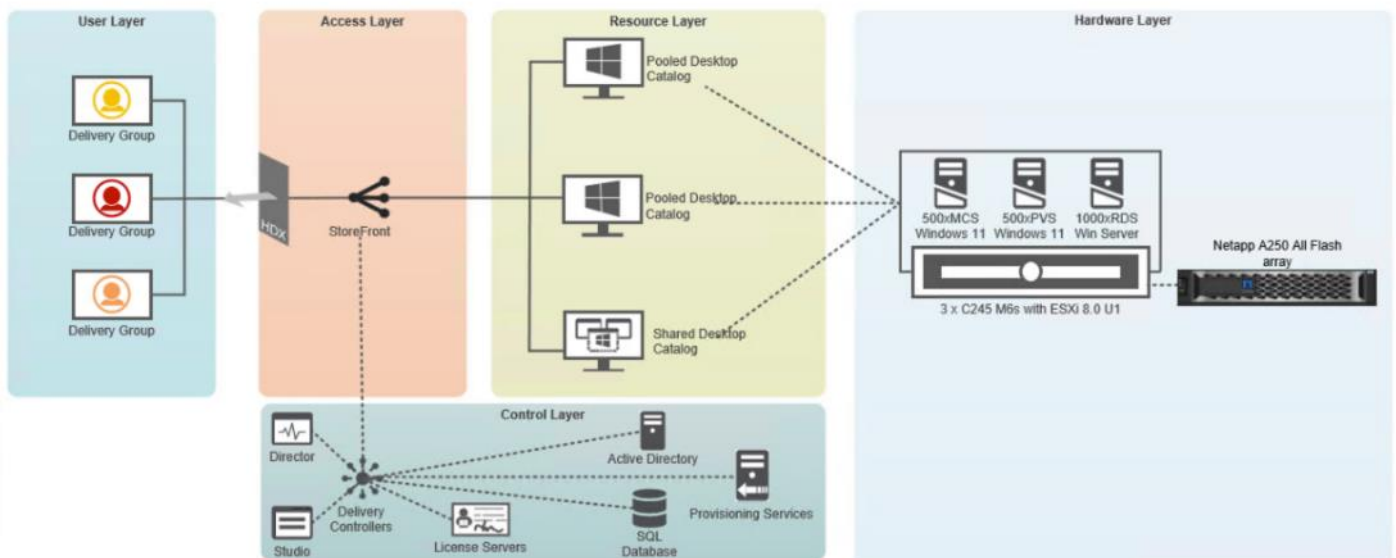 User Layer
Delivery Group
Delivery Group
Delivery Group
Access Layer
HDX
StoreFront
Resource Layer
Pooled Desktop
Catalog
Pooled Desktop
Catalog
Shared Desktop
Catalog
Hardware Layer
500xMCS
Windows 11
500xPVS
Windows 11
1000xRDS
Win Server
3 x C245 M6s with ESXi 8.0 U1
Netapp A250 All Flash
array
Control Layer
Director
Studio
Delivery
Controllers
License Servers
Active Directory
SQL
Database
Provisioning Services